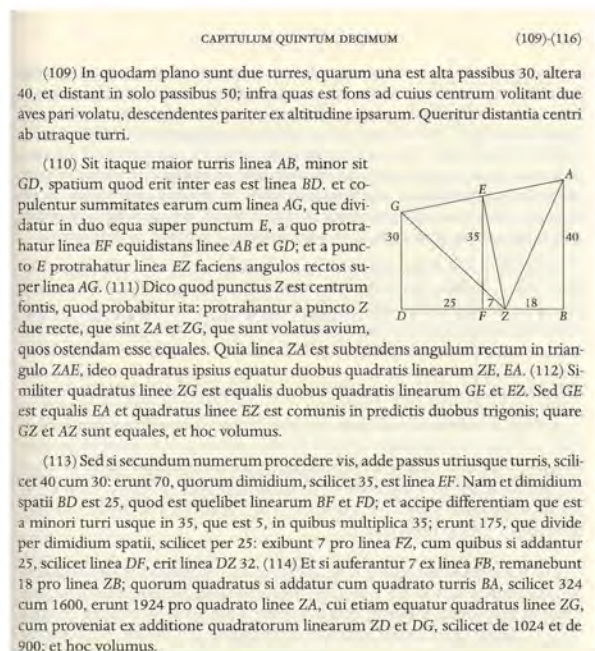 CAPITULUM QUINTUM DECIMUM (109)-(116)
(109) In quodam plano sunt due turres, quarum una est alta passibus 30, altera
40, et distant in solo passibus 50; infra quas est fons ad cuius centrum volitant due
aves pari volatu, descendentes pariter ex altitudine ipsarum. Queritur distantia centri
ab utraque turri.
(110) Sit itaque maior turris linea AB, minor sit
GD, spatium quod erit inter eas est linea BD. et co-
pulentur summitates earum cum linea AG, que divi-
datur in duo equa super punctum E, a quo protra-
hatur linea EF equidistans linee AB et GD; et a punc-
to E protrahatur linea EZ faciens angulos rectos su-
per linea AG. (111) Dico quod punctus Z est centrum
fontis, quod probabitur ita: protrahantur a puncto Z
due recte, que sint ZA et ZG, que sunt volatus avium,
quos ostendam esse equales. Quia linea ZA est subtendens angulum rectum in trian-
gulo ZAE, ideo quadratus ipsius equatur duobus quadratis linearum ZE, EA. (112) Si-
militer quadratus linee ZG est equalis duobus quadratis linearum GE et EZ. Sed GE
est equalis EA et quadratus linee EZ est comunis in predictis duobus trigonis; quare
GZ et AZ sunt equales, et hoc volumus.
A
E
G
30
35
40
25
7
18
D
F
Z
B
(113) Sed si secundum numerum procedere vis, adde passus utriusque turris, scili-
cet 40 cum 30: erunt 70, quorum dimidium, scilicet 35, est linea EF. Nam et dimidium
spatii BD est 25, quod est quelibet linearum BF et FD; et accipe differentiam que est
a minori turri usque in 35, que est 5, in quibus multiplica 35; erunt 175, que divide
per dimidium spatii, scilicet per 25: exibunt 7 pro linea FZ, cum quibus si addantur
25, scilicet linea DF, erit linea DZ 32. (114) Et si auferantur 7 ex linea FB, remanebunt
18 pro linea ZB; quorum quadratus si addatur cum quadrato turris BA, scilicet 324
cum 1600, erunt 1924 pro quadrato linee ZA, cui etiam equatur quadratus linee ZG,
cum proveniat ex additione quadratorum linearum ZD et DG, scilicet de 1024 et de
900; et hoc volumus.